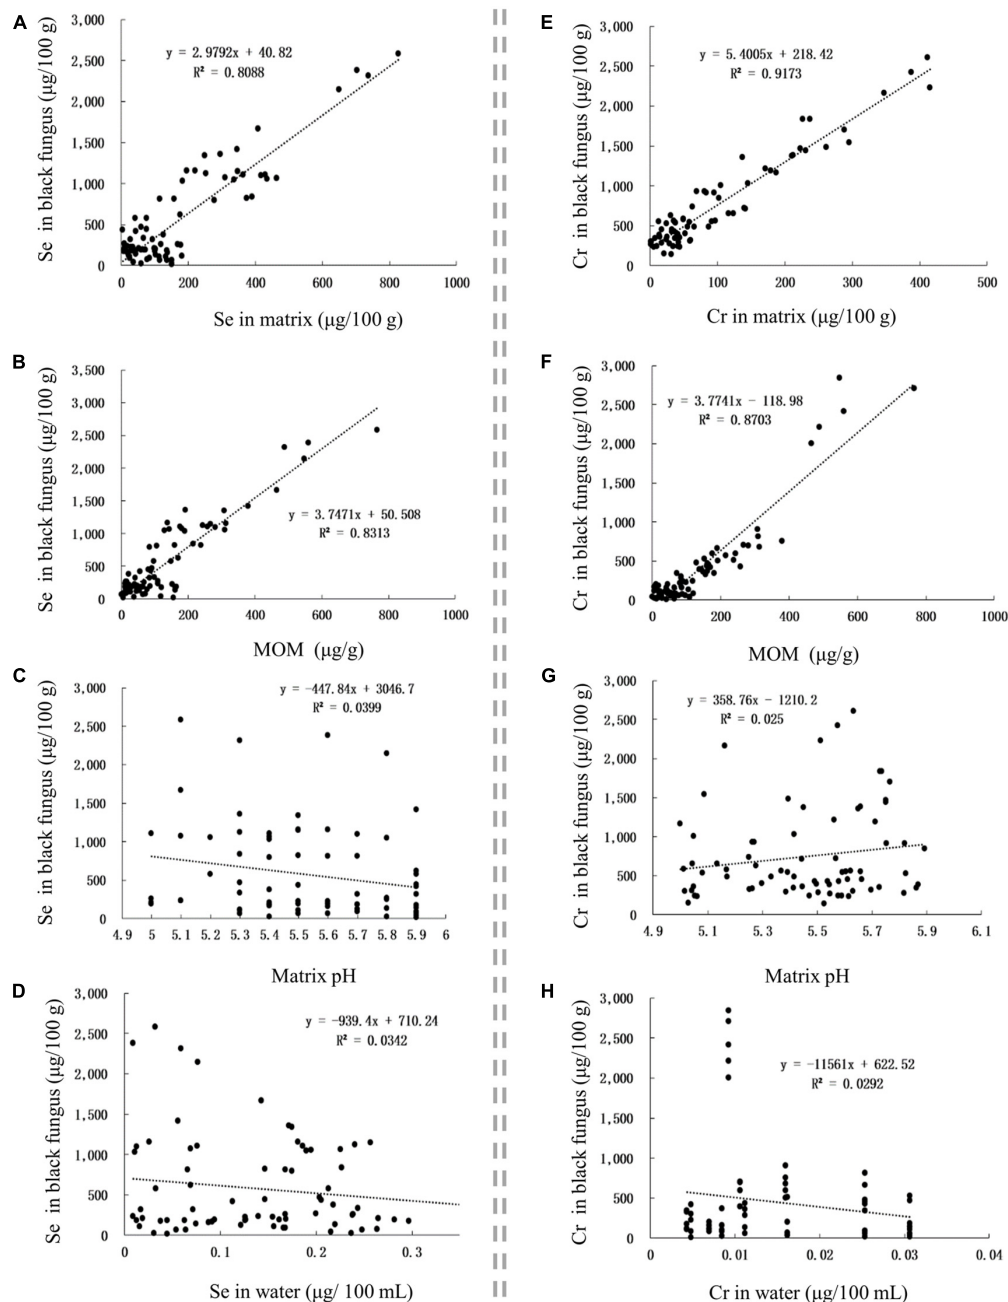 A
Se in black fungus (μg/100 g)
3,000
2,500
2,000
1,500
1,000
500
0
y = 2.9792x + 40.82
R² = 0.8088
0 200 400 600 800 1000
Se in matrix (μg/100 g)
B
Se in black fungus (μg/100 g)
3,500
3,000
2,500
2,000
1,500
1,000
500
0
y = 3.7471x + 50.508
R² = 0.8313
0 200 400 600 800 1000
MOM (μg/g)
C
Se in black fungus (μg/100 g)
3,000
2,500
2,000
1,500
1,000
500
0
y = -447.84x + 3046.7
R² = 0.0399
4.9 5 5.1 5.2 5.3 5.4 5.5 5.6 5.7 5.8 5.9 6
Matrix pH
D
Se in black fungus (μg/100 g)
3,000
2,500
2,000
1,500
1,000
500
0
y = -939.4x + 710.24
R² = 0.0342
0 0.1 0.2 0.3
Se in water (μg/ 100 mL)
E
Cr in black fungus (μg/100 g)
3,000
2,500
2,000
1,500
1,000
500
0
y = 5.4005x + 218.42
R² = 0.9173
0 100 200 300 400 500
Cr in matrix (μg/100 g)
F
Cr in black fungus (μg/100 g)
3,000
2,500
2,000
1,500
1,000
500
0
y = 3.7741x - 118.98
R² = 0.8703
0 200 400 600 800 1000
MOM (μg/g)
G
Cr in black fungus (μg/100 g)
3,000
2,500
2,000
1,500
1,000
500
0
y = 358.76x - 1210.2
R² = 0.025
4.9 5.1 5.3 5.5 5.7 5.9 6.1
Matrix pH
H
Cr in black fungus (μg/100 g)
3,000
2,500
2,000
1,500
1,000
500
0
y = -11561x + 622.52
R² = 0.0292
0 0.01 0.02 0.03 0.04
Cr in water (μg/100 mL)